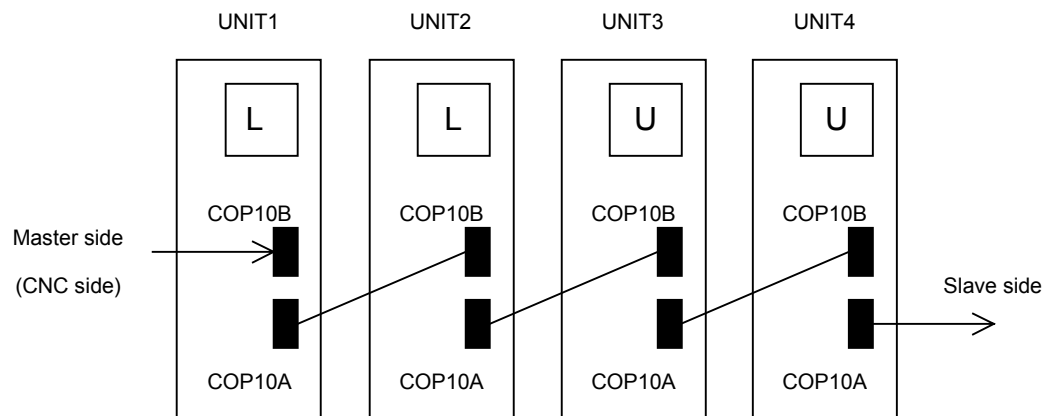 UNIT1 UNIT2 UNIT3 UNIT4
L L U U
COP10B COP10B COP10B COP10B
Master side
(CNC side)
Slave side
COP10A COP10A COP10A COP10A